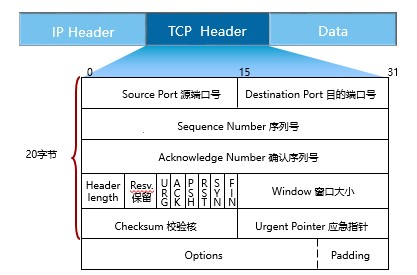 IP Header TCP Header Data
0 15 31
Source Port 源端口号 Destination Port 目的端口号
Sequence Number 序列号
20字节
Acknowledge Number 确认序列号
Header length Resv. 保留 URG ACK PSH RST SYN FIN Window 窗口大小
Checksum 校验核 Urgent Pointer 应急指针
Options Padding